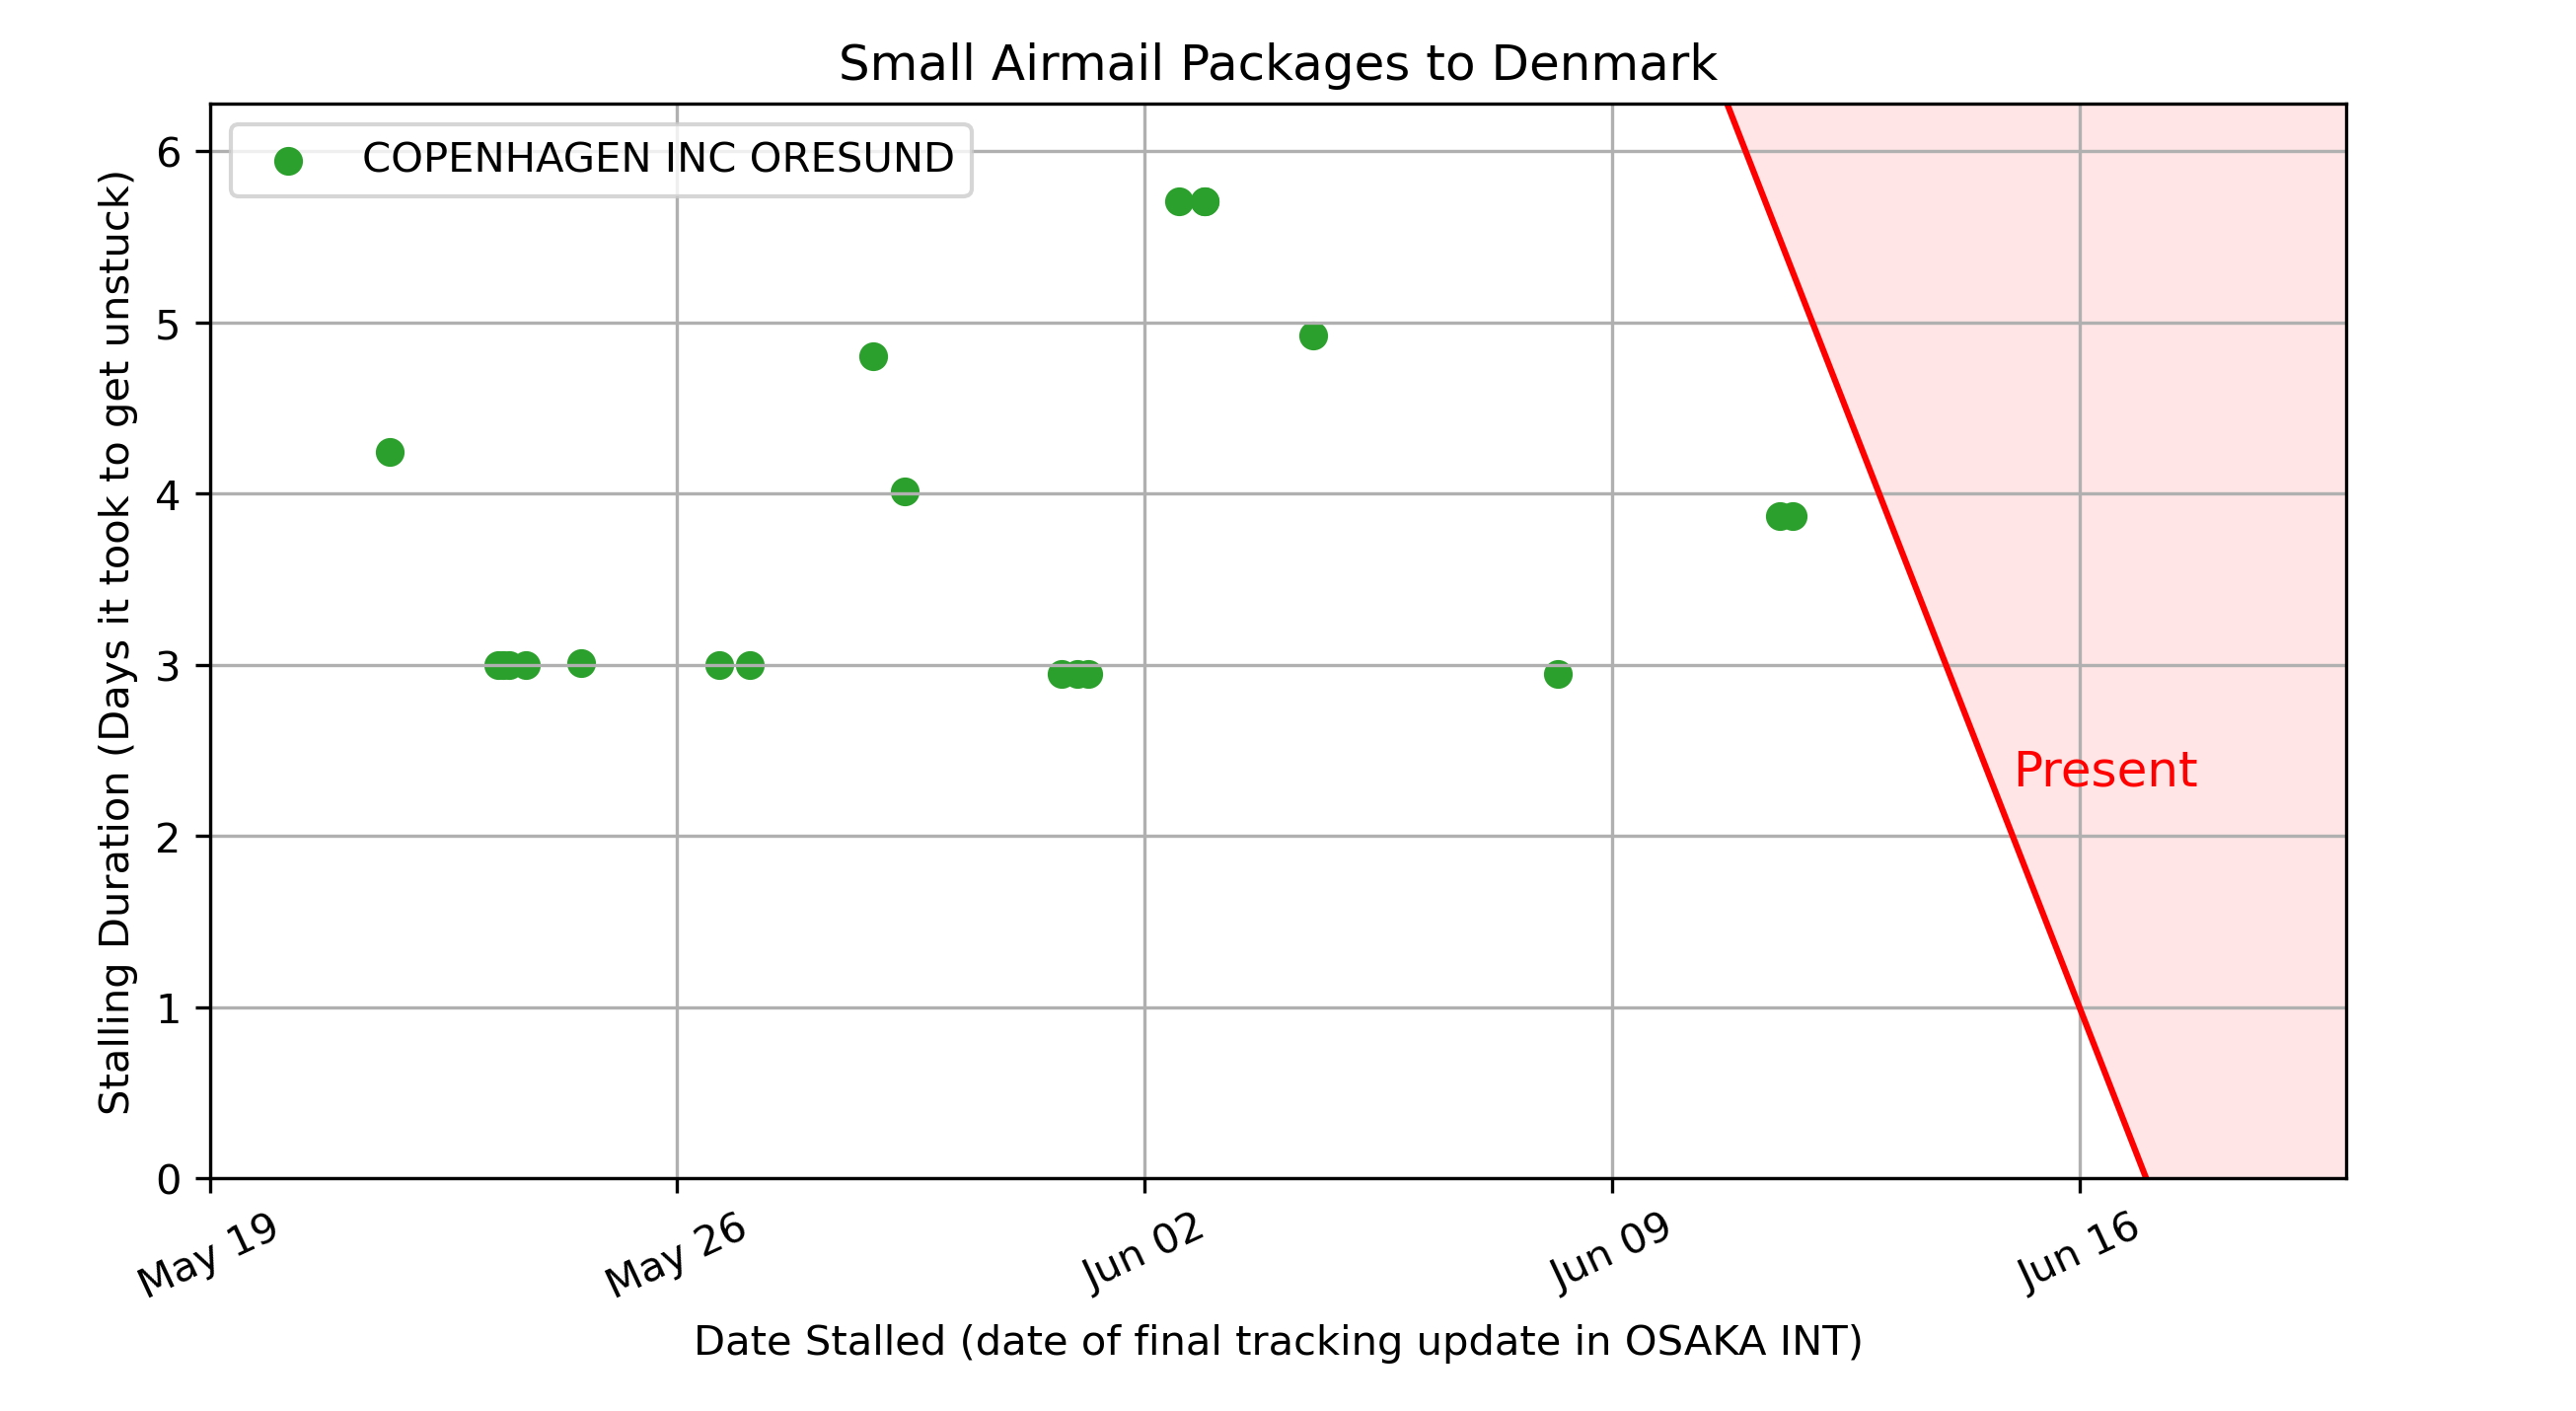 Small Airmail Packages to Denmark
COPENHAGEN INC ORESUND
Stalling Duration (Days it took to get unstuck)
6
5
4
3
2
1
0
Present
May 19
May 26
Jun 02
Jun 09
Jun 16
Date Stalled (date of final tracking update in OSAKA INT)